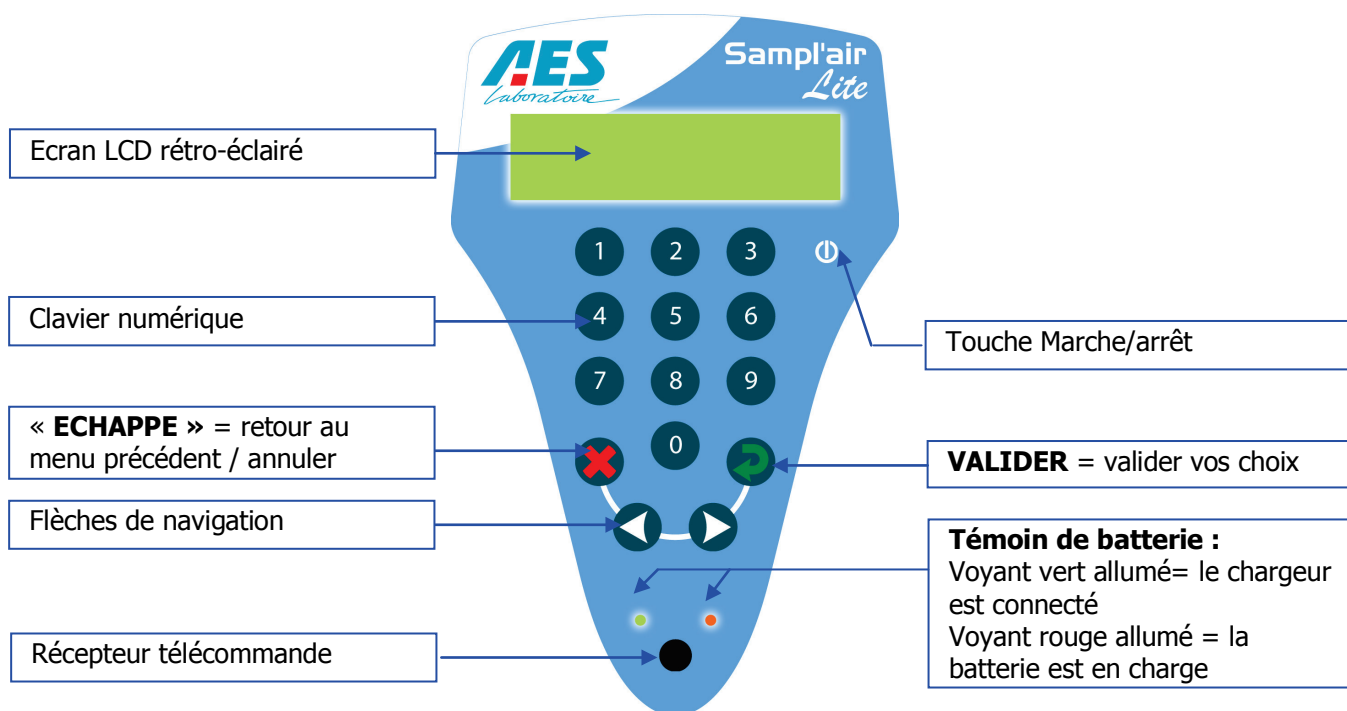 AES
Laboratoire
Sampl'air
Lite
Ecran LCD rétro-éclairé
1 2 3
Clavier numérique
4 5 6
Touche Marche/arrêt
7 8 9
« ECHAPPE » = retour au
menu précédent / annuler
0
VALIDER = valider vos choix
Flèches de navigation
Témoin de batterie :
Voyant vert allumé= le chargeur
est connecté
Voyant rouge allumé = la
batterie est en charge
Récepteur télécommande